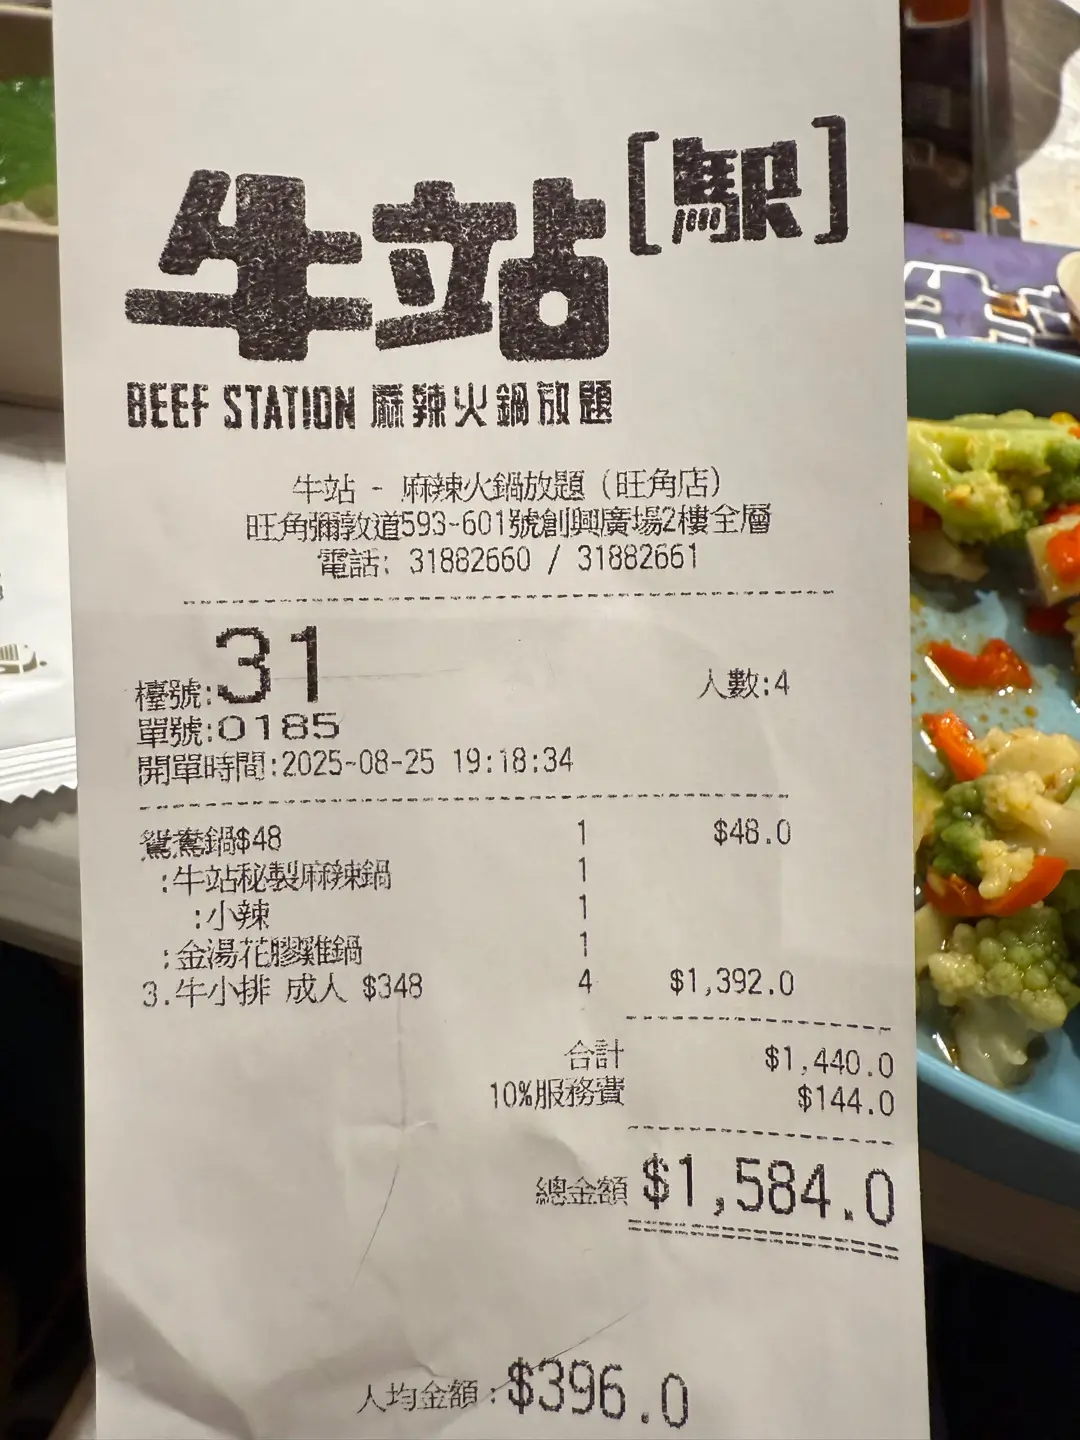 牛站[駅]
BEEF STATION 麻辣火鍋放題
牛站 - 麻辣火鍋放題 (旺角店)
旺角彌敦道593-601號創興廣場2樓全層
電話: 31882660 / 31882661
檯號:31 人數:4
單號:0185
開單時間:2025-08-25 19:18:34
鴛鴦鍋$48 1 $48.0
:牛站秘製麻辣鍋 1
:小辣 1
:金湯花膠雞鍋 1
3.牛小排 成人 $348 4 $1,392.0
合計 $1,440.0
10%服務費 $144.0
總金額 $1,584.0
人均金額:$396.0